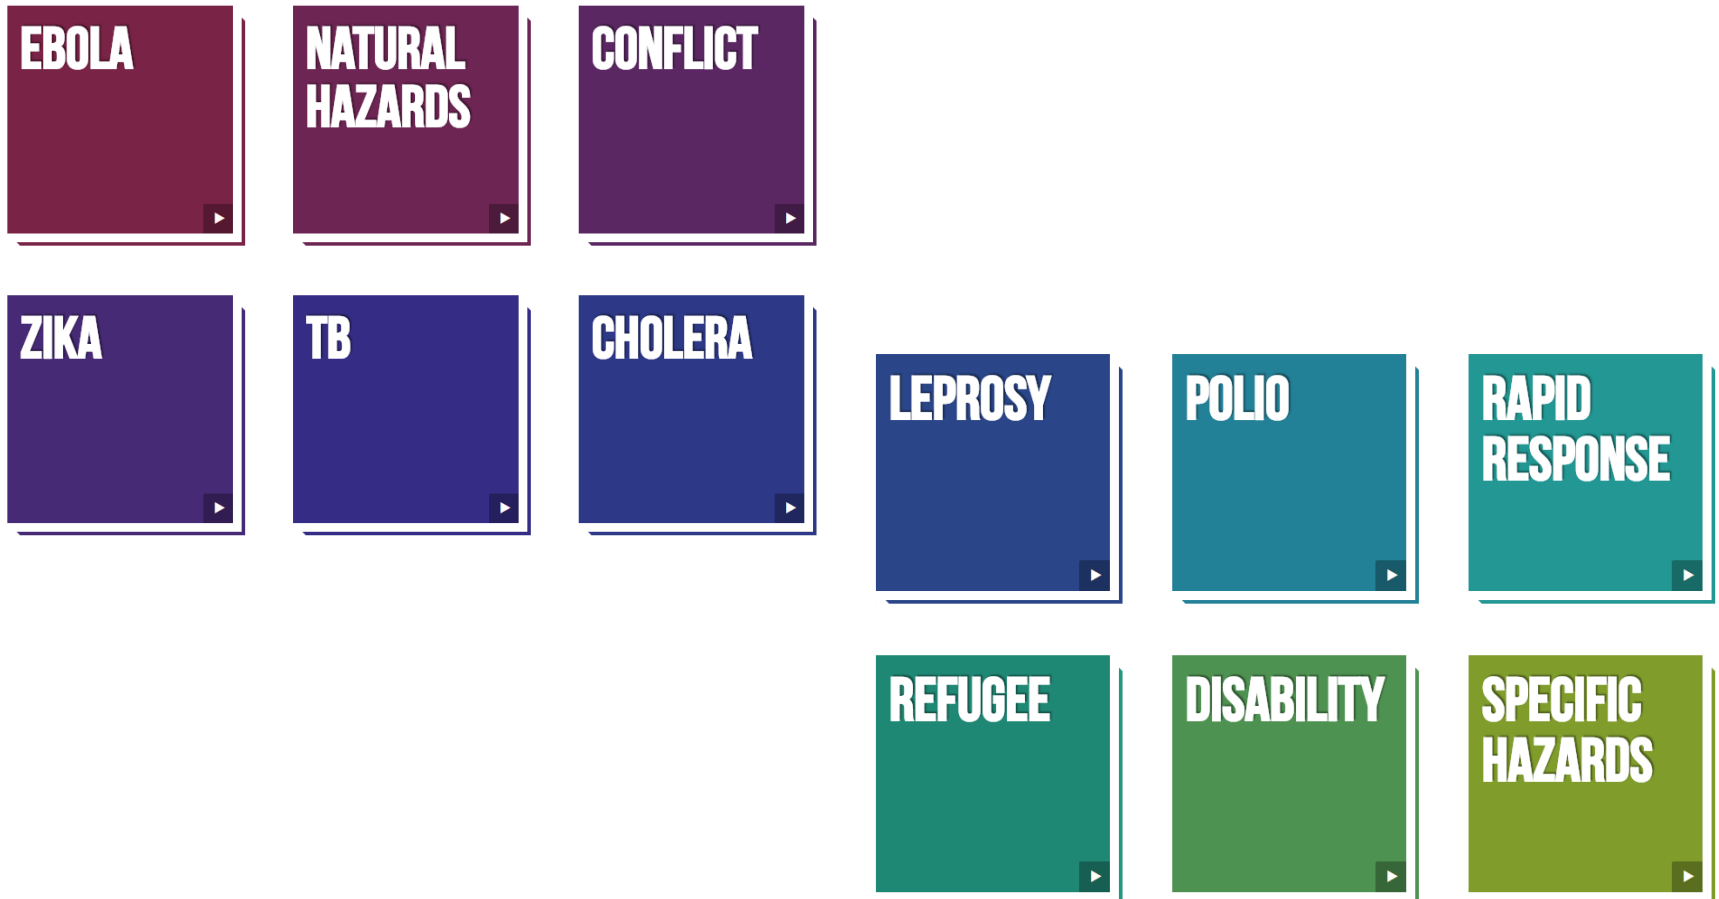 EBOLA
NATURAL
HAZARDS
CONFLICT
ZIKA
TB
CHOLERA
LEPROSY
POLIO
RAPID
RESPONSE
REFUGEE
DISABILITY
SPECIFIC
HAZARDS